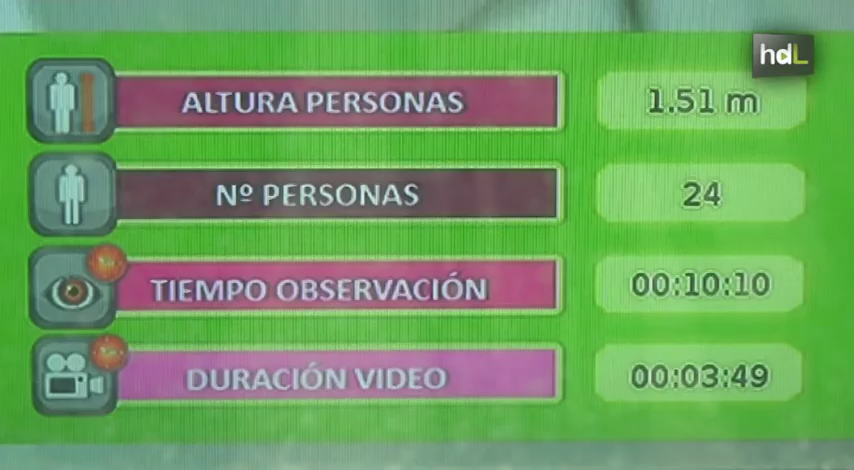 hdL
ALTURA PERSONAS 1.51 m
Nº PERSONAS 24
TIEMPO OBSERVACIÓN 00:10:10
DURACIÓN VIDEO 00:03:49